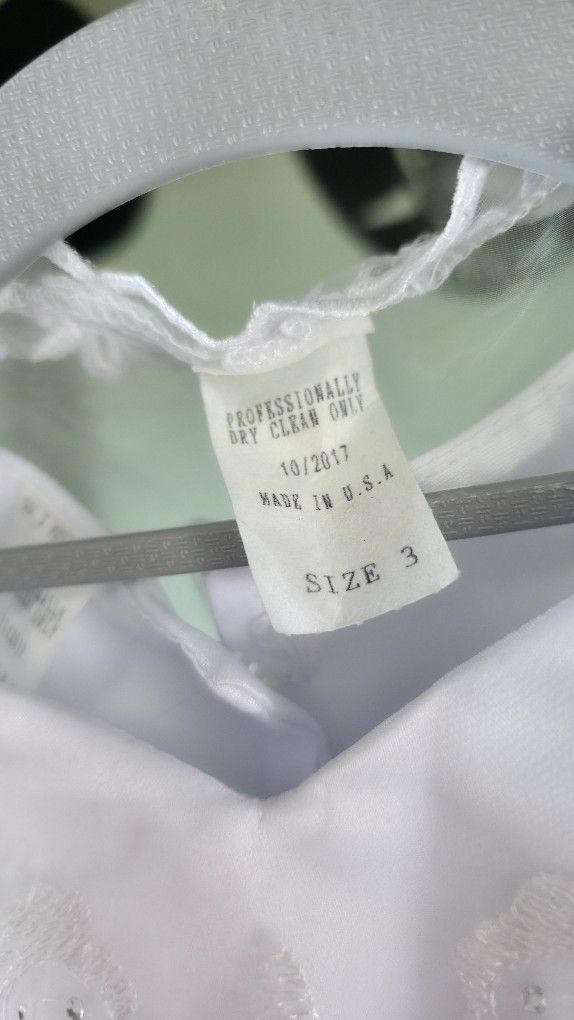 PROFESSIONALLY
DRY CLEAN ONLY
10/2017
MADE IN U.S.A
SIZE 3